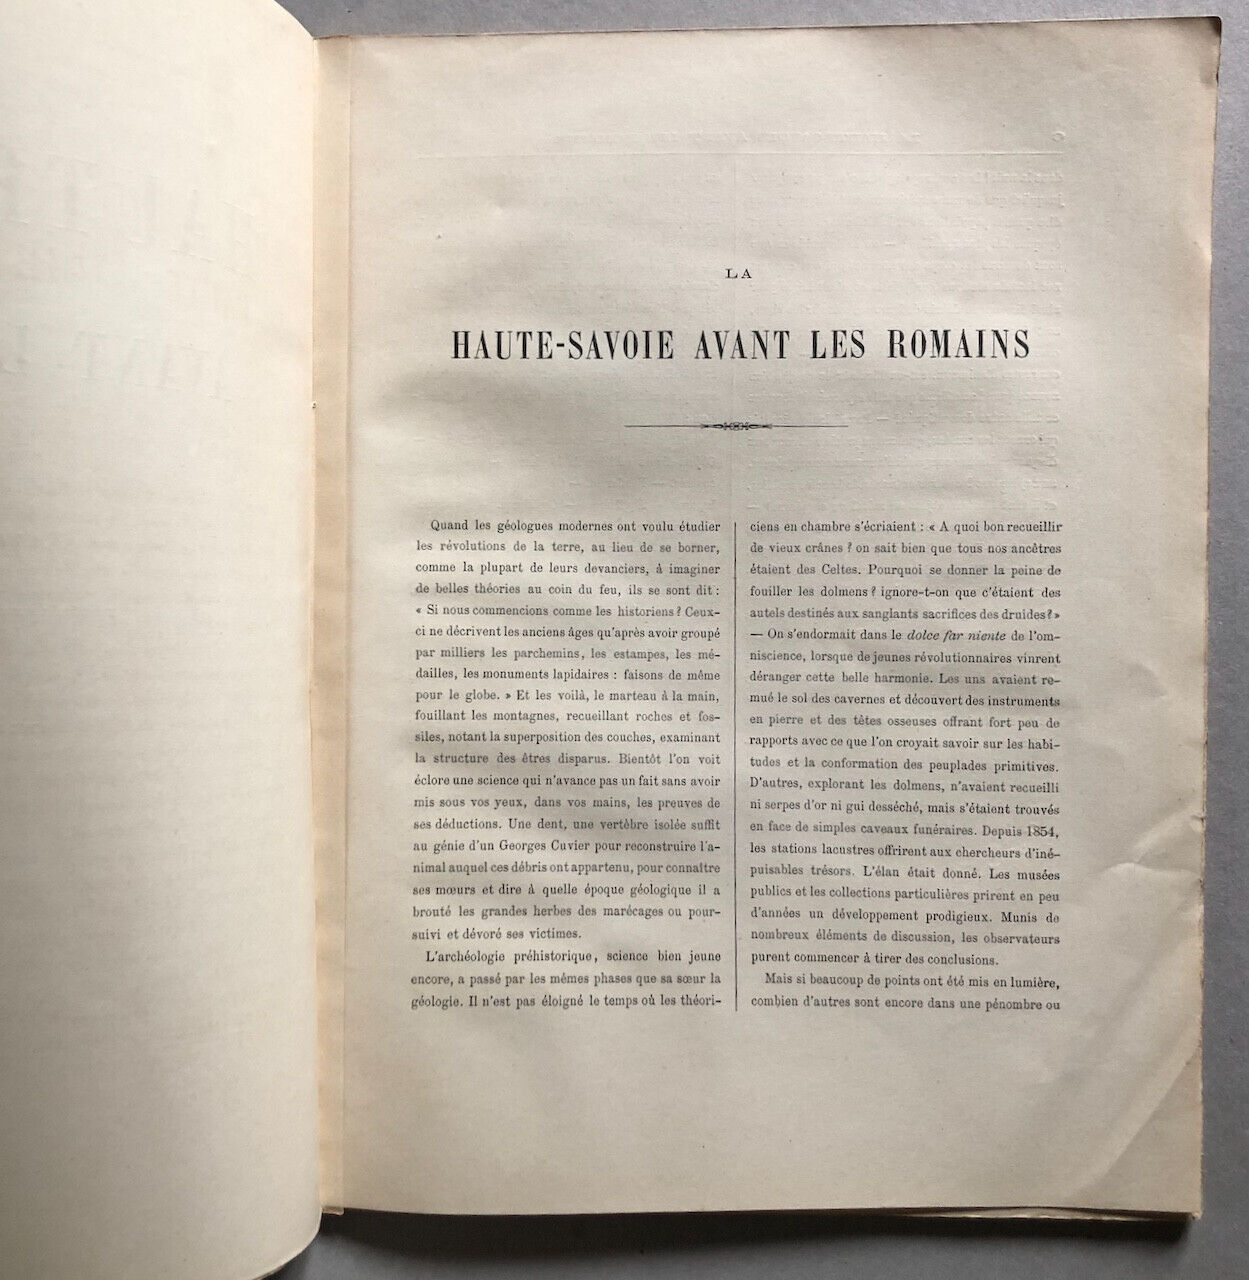 LA
HAUTE-SAVOIE AVANT LES ROMAINS
Quand les géologues modernes ont voulu étudier
les révolutions de la terre, au lieu de se borner,
comme la plupart de leurs devanciers, à imaginer
de belles théories au coin du feu, ils se sont dit :
« Si nous commencions comme les historiens ? Ceux-
ci ne décrivent les anciens âges qu'après avoir groupé
par milliers les parchemins, les estampes, les mé-
dailles, les monuments lapidaires : faisons de même
pour le globe. » Et les voilà, le marteau à la main,
fouillant les montagnes, recueillant roches et fos-
siles, notant la superposition des couches, examinant
la structure des êtres disparus. Bientôt l'on voit
éclore une science qui n'avance pas un fait sans avoir
mis sous vos yeux, dans vos mains, les preuves de
ses déductions. Une dent, une vertèbre isolée suffit
au génie d'un Georges Cuvier pour reconstruire l'a-
nimal auquel ces débris ont appartenu, pour connaître
ses mœurs et dire à quelle époque géologique il a
brouté les grandes herbes des marécages ou pour-
suivi et dévoré ses victimes.
L'archéologie préhistorique, science bien jeune
encore, a passé par les mêmes phases que sa sœur la
géologie. Il n'est pas éloigné le temps où les théori-
ciens en chambre s'écriaient : « A quoi bon recueillir
de vieux crânes ? on sait bien que tous nos ancêtres
étaient des Celtes. Pourquoi se donner la peine de
fouiller les dolmens ? ignore-t-on que c'étaient des
autels destinés aux sanglants sacrifices des druides ? »
— On s'endormait dans le dolce far niente de l'om-
niscience, lorsque de jeunes révolutionnaires vinrent
déranger cette belle harmonie. Les uns avaient re-
mué le sol des cavernes et découvert des instruments
en pierre et des têtes osseuses offrant fort peu de
rapports avec ce que l'on croyait savoir sur les habi-
tudes et la conformation des peuplades primitives.
D'autres, explorant les dolmens, n'avaient recueilli
ni serpes d'or ni gui desséché, mais s'étaient trouvés
en face de simples caveaux funéraires. Depuis 1854,
les stations lacustres offrirent aux chercheurs d'iné-
puisables trésors. L'élan était donné. Les musées
publics et les collections particulières prirent en peu
d'années un développement prodigieux. Munis de
nombreux éléments de discussion, les observateurs
purent commencer à tirer des conclusions.
Mais si beaucoup de points ont été mis en lumière,
combien d'autres sont encore dans une pénombre ou